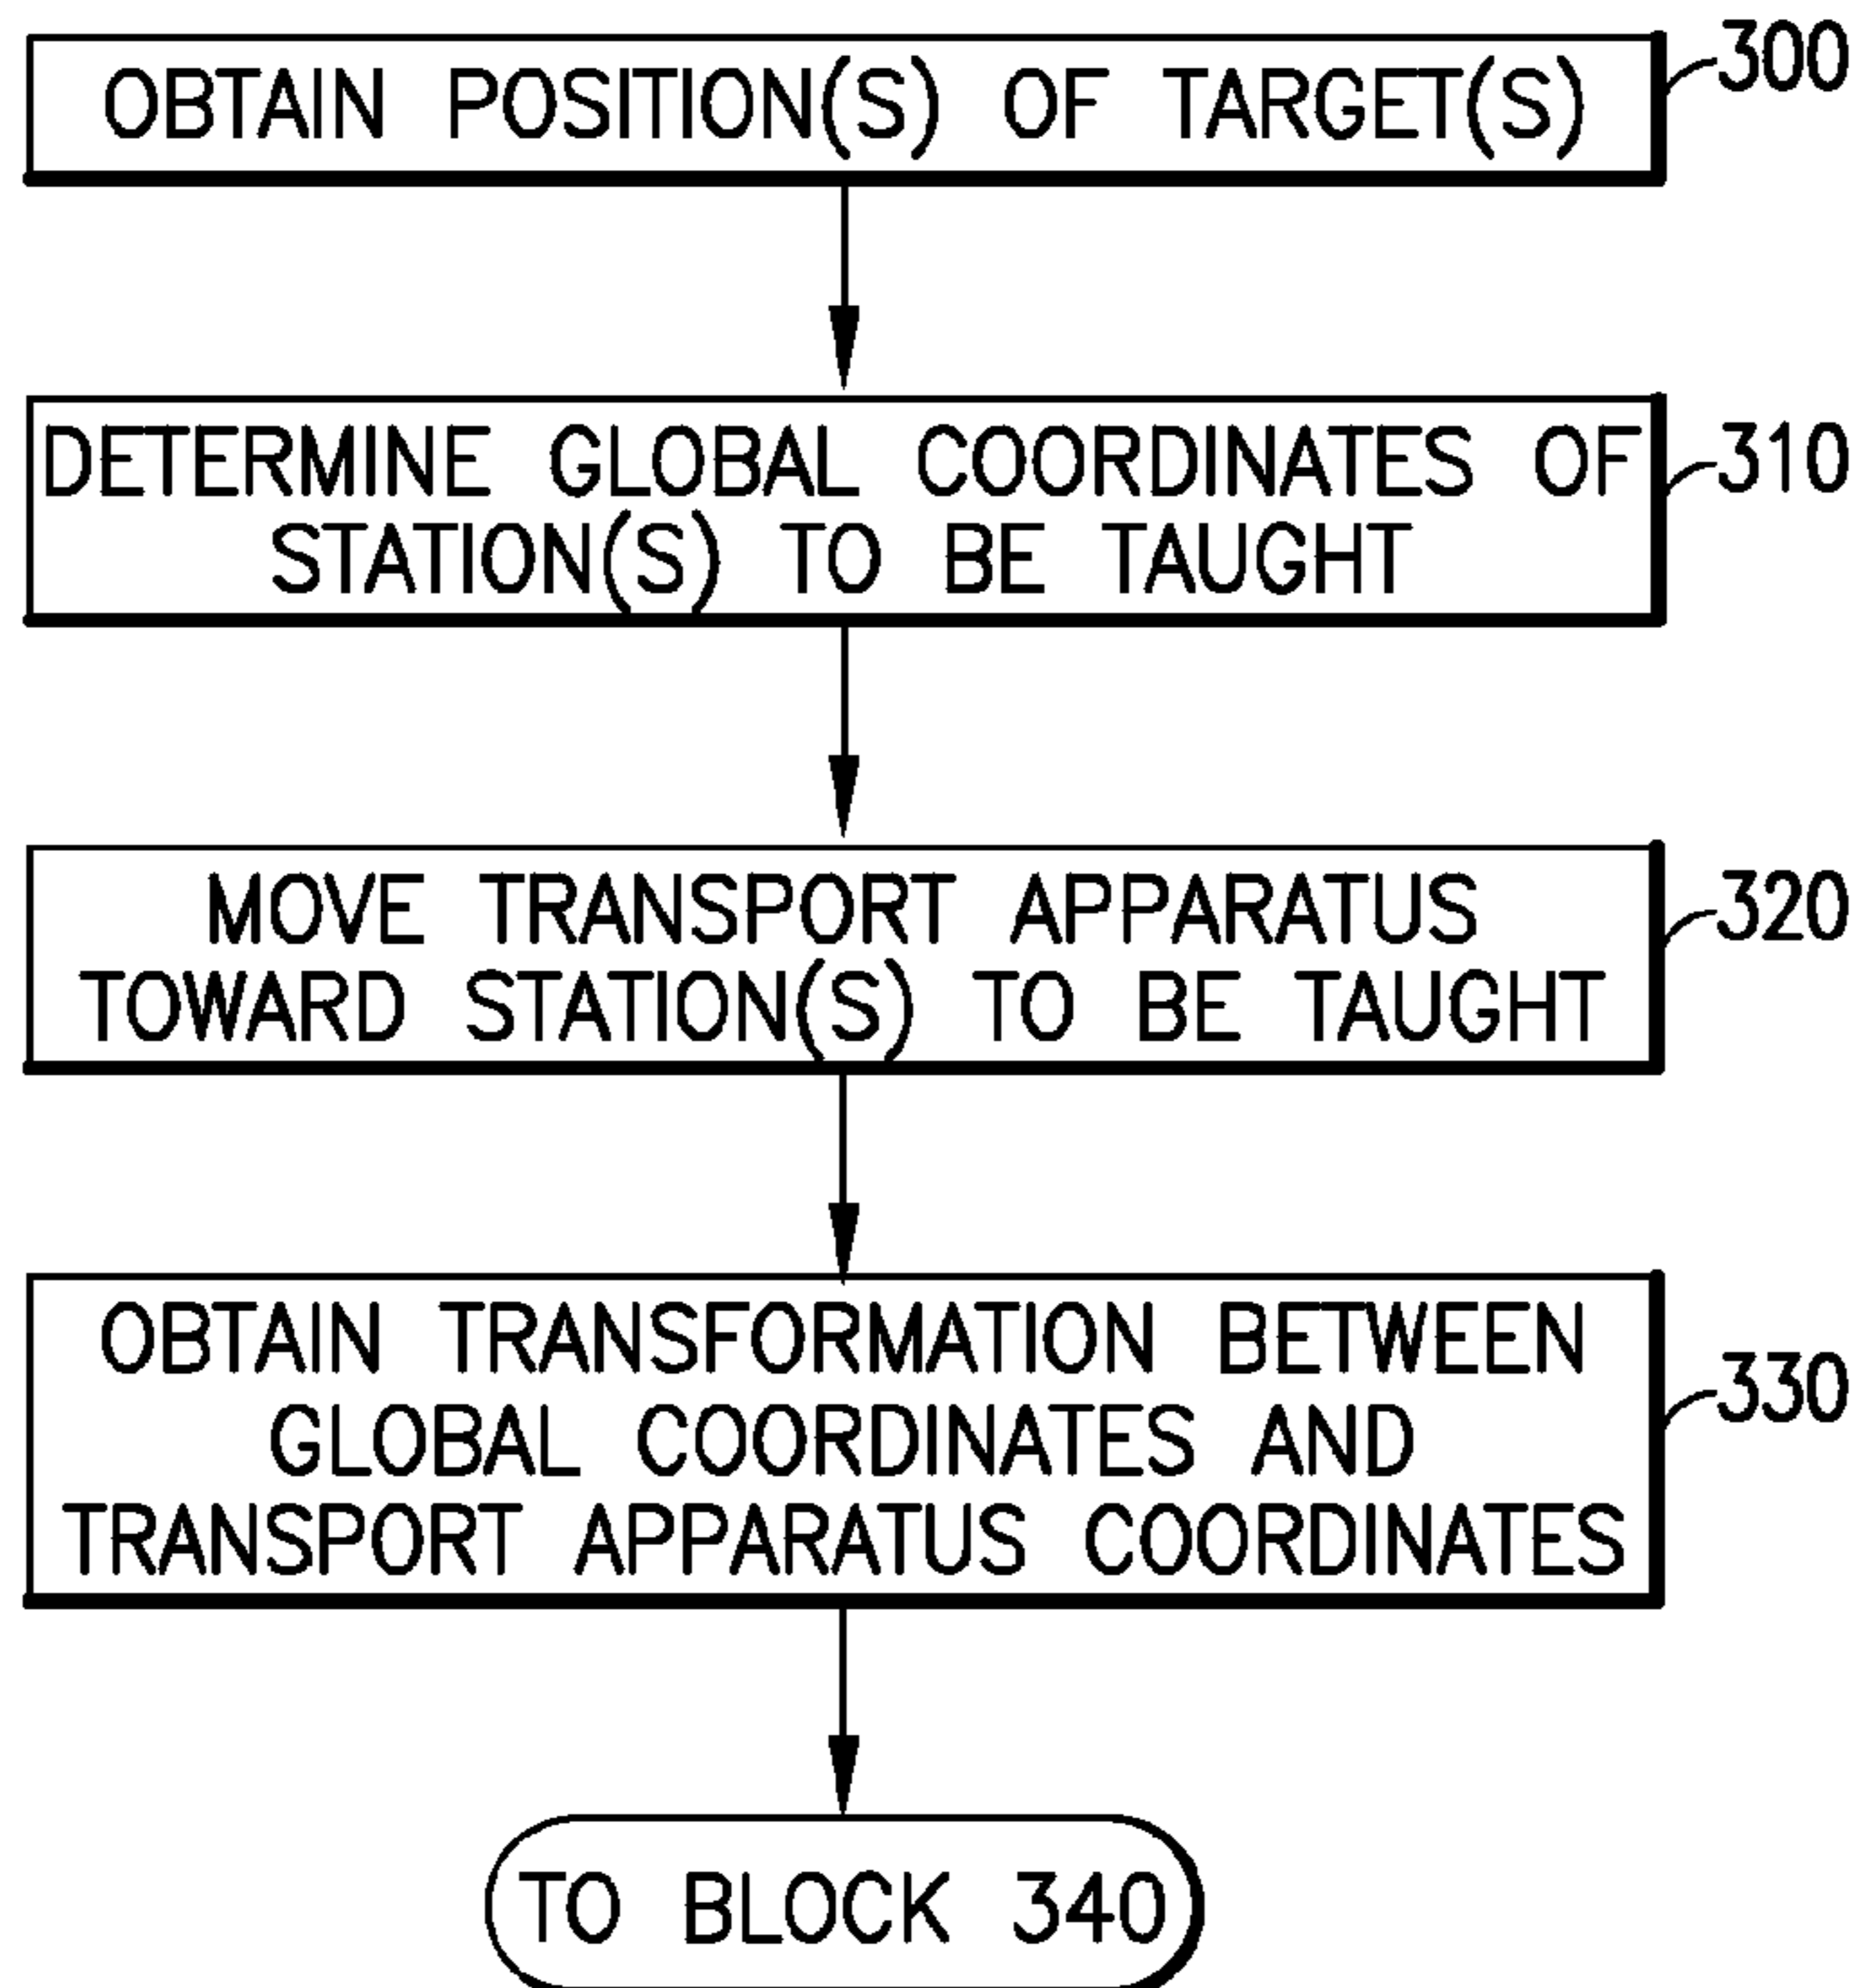 OBTAIN POSITION(S) OF TARGET(S)
300
DETERMINE GLOBAL COORDINATES OF
STATION(S) TO BE TAUGHT
310
MOVE TRANSPORT APPARATUS
TOWARD STATION(S) TO BE TAUGHT
320
OBTAIN TRANSFORMATION BETWEEN
GLOBAL COORDINATES AND
TRANSPORT APPARATUS COORDINATES
330
TO BLOCK 340